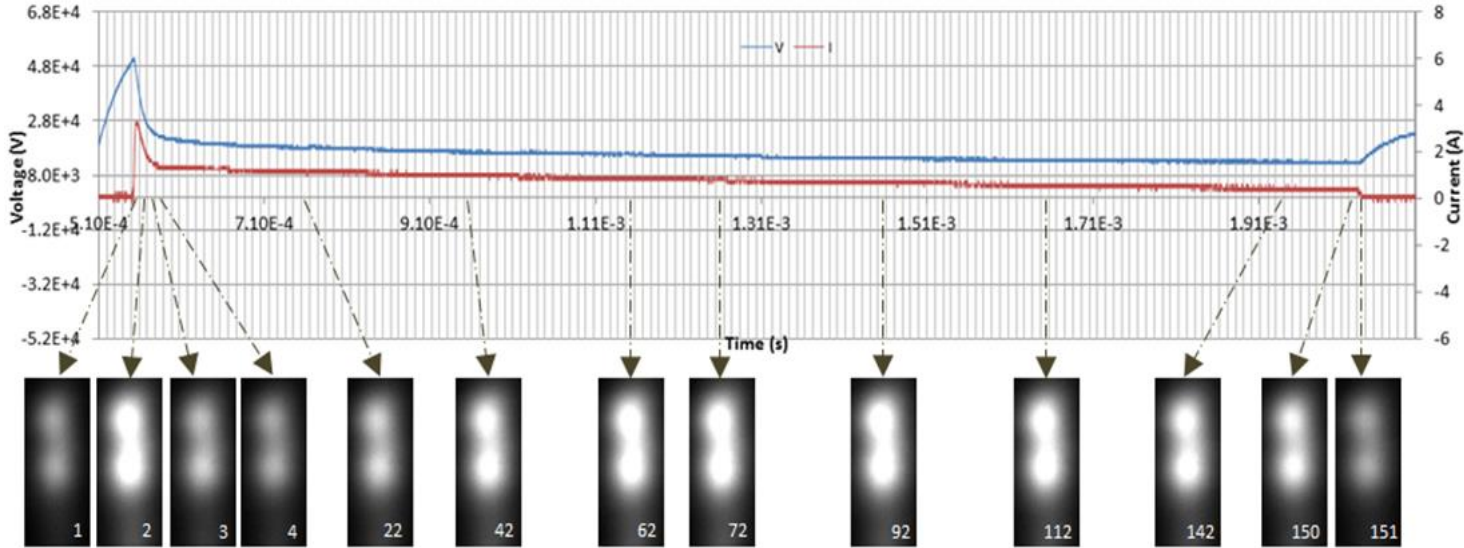 6.8E+4
4.8E+4
2.8E+4
8.0E+3
-1.2E+4
-3.2E+4
-5.2E+4
Voltage (V)
V I
8
6
4
2
0
-2
-4
-6
Current (A)
5.10E-4 7.10E-4 9.10E-4 1.11E-3 1.31E-3 1.51E-3 1.71E-3 1.91E-3
Time (s)
1 2 3 4 22 42 62 72 92 112 142 150 151